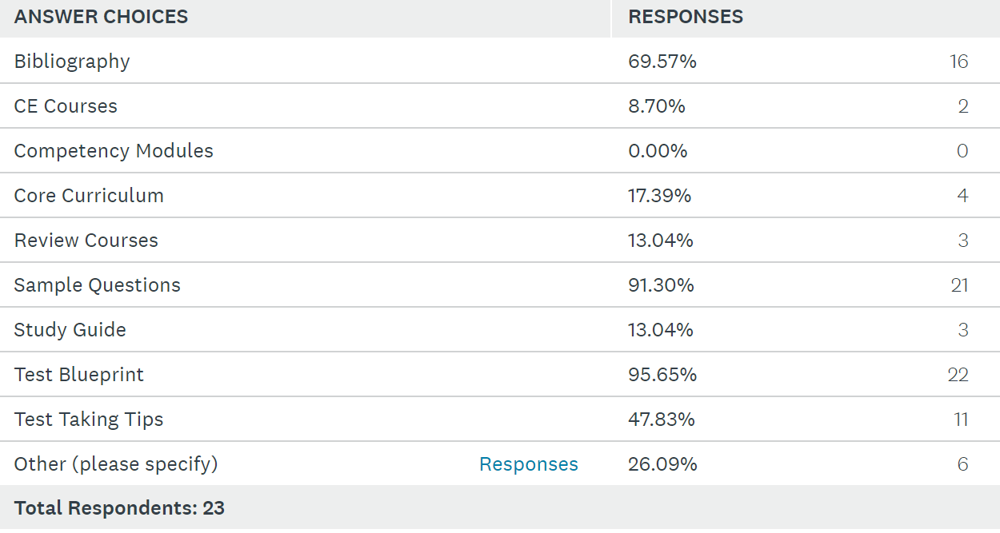 ANSWER CHOICES RESPONSES
Bibliography 69.57% 16
CE Courses 8.70% 2
Competency Modules 0.00% 0
Core Curriculum 17.39% 4
Review Courses 13.04% 3
Sample Questions 91.30% 21
Study Guide 13.04% 3
Test Blueprint 95.65% 22
Test Taking Tips 47.83% 11
Other (please specify) Responses 26.09% 6
Total Respondents: 23